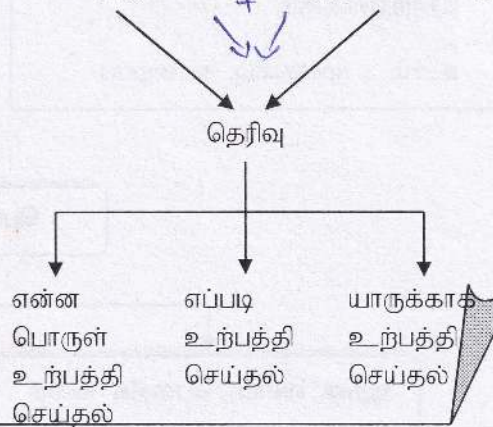 தெரிவு
என்ன
பொருள்
உற்பத்தி
செய்தல்
எப்படி
உற்பத்தி
செய்தல்
யாருக்காக
உற்பத்தி
செய்தல்